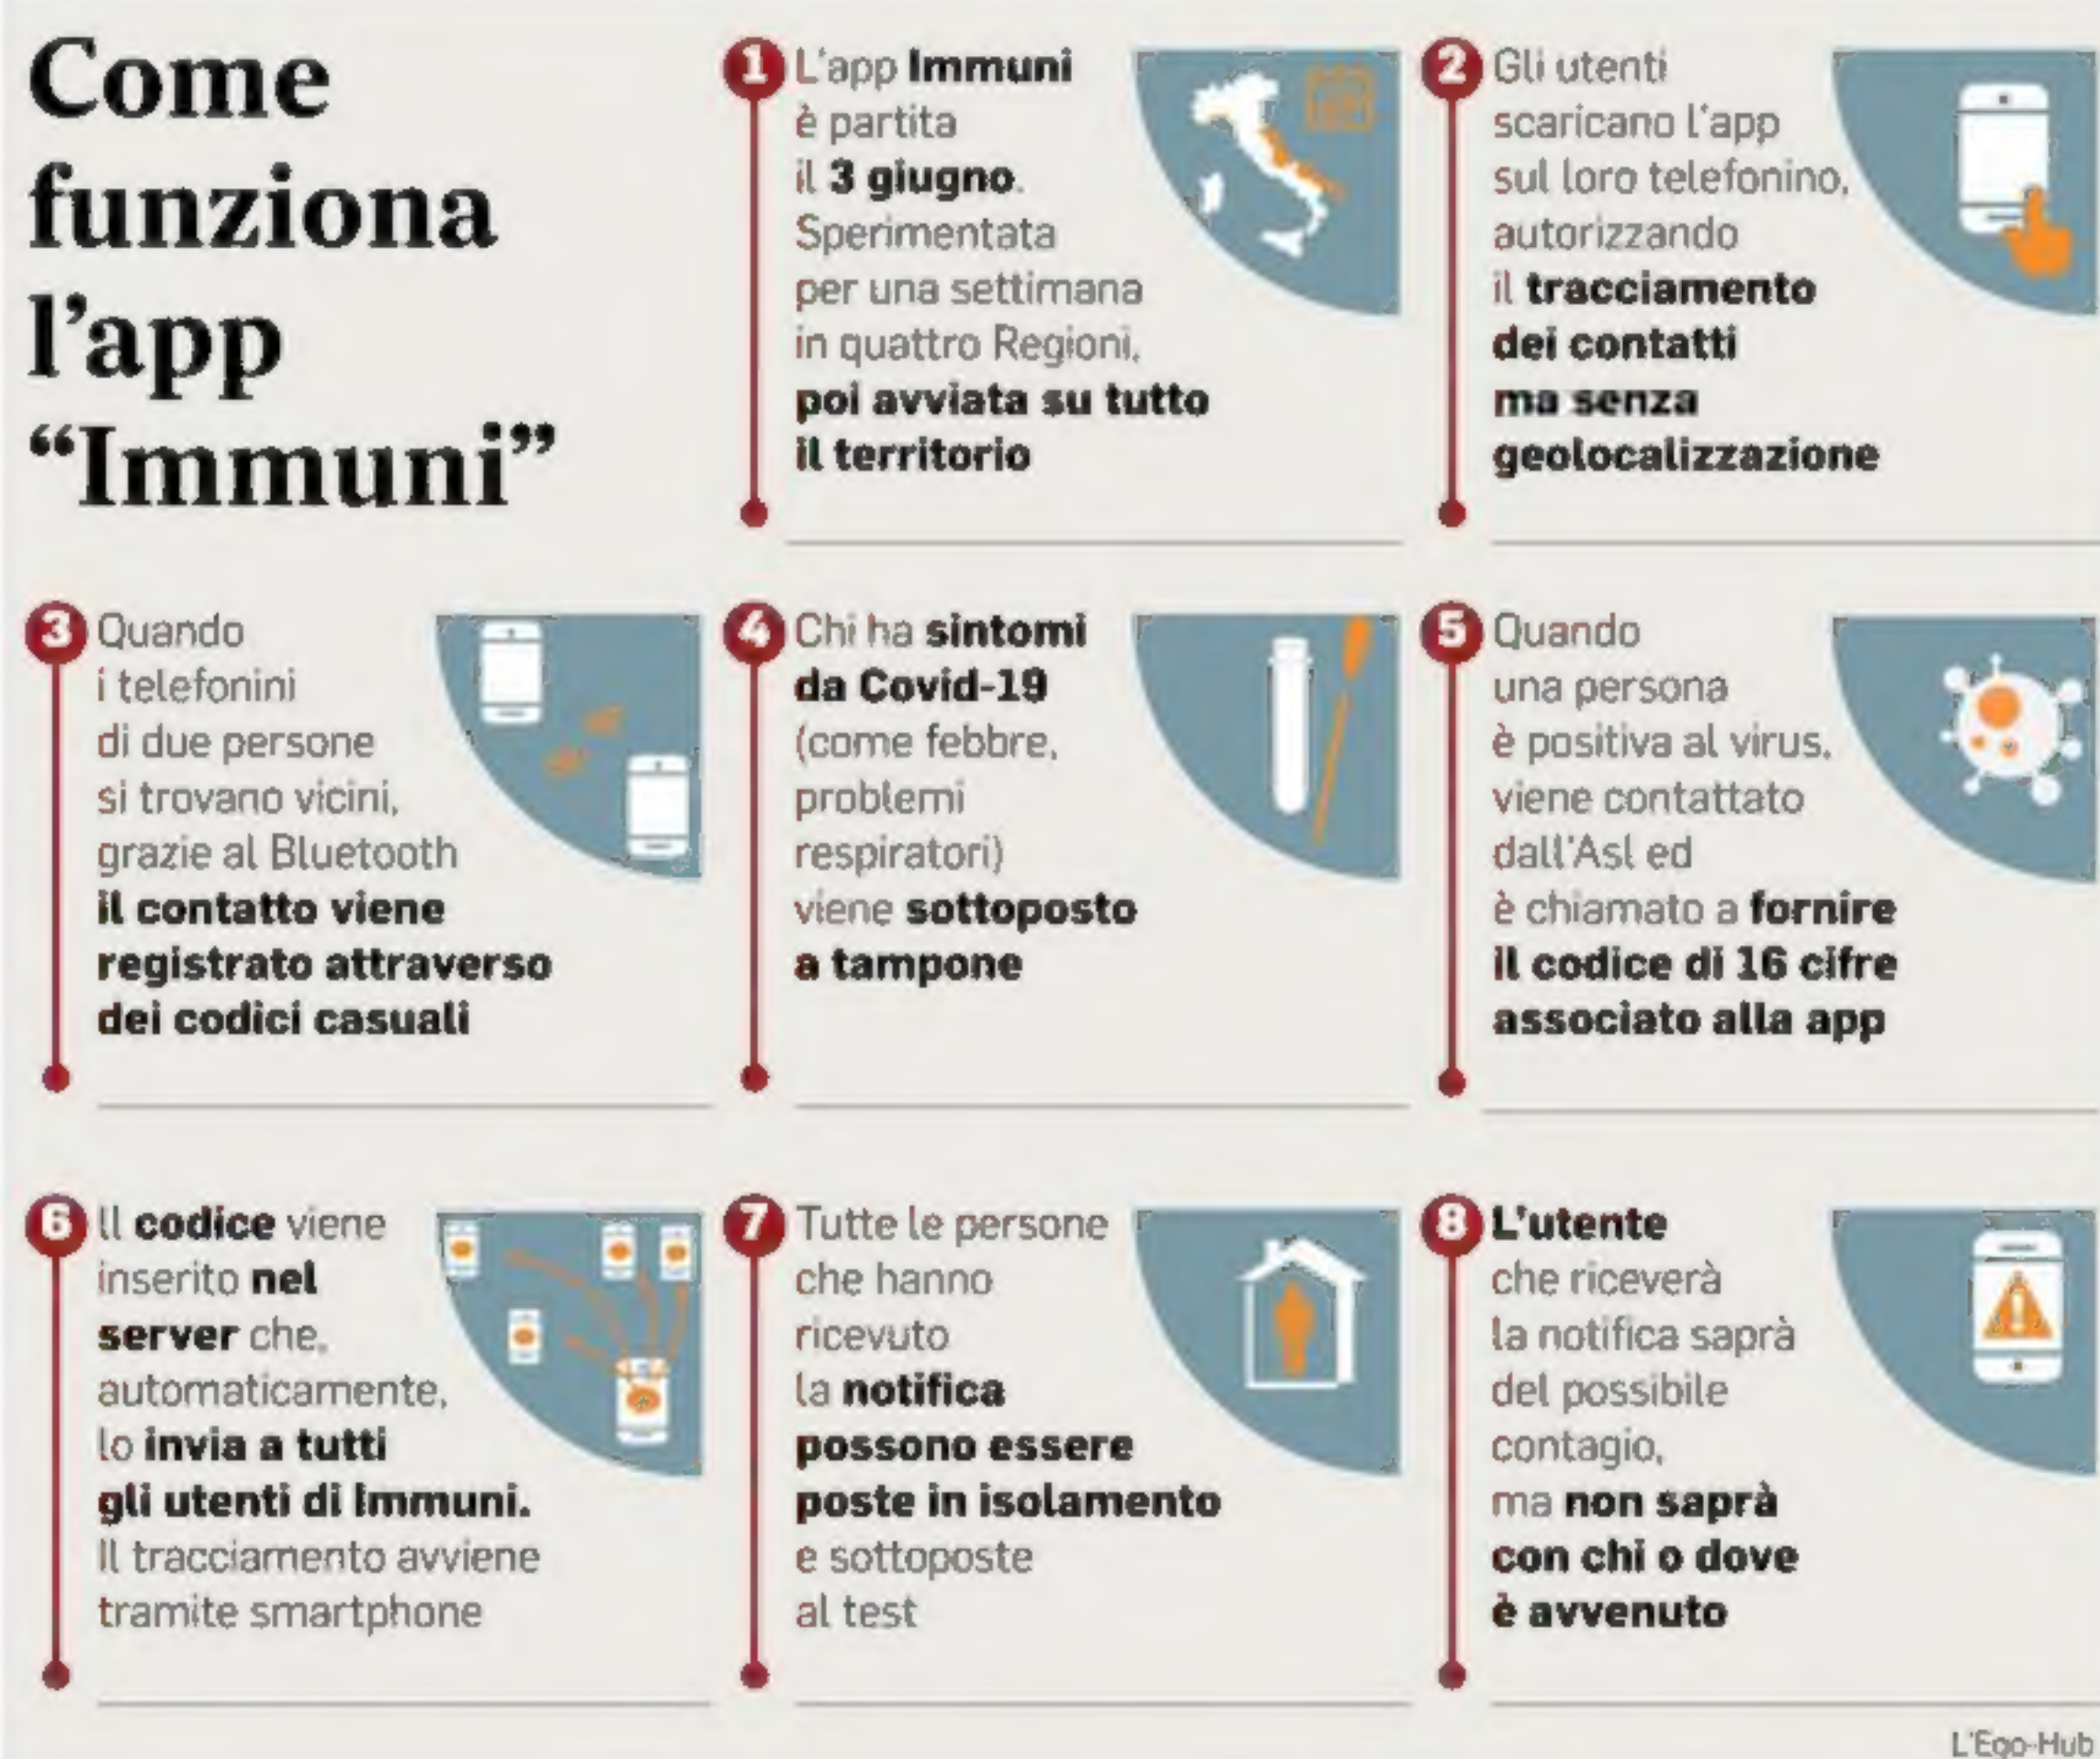 Come
funziona
l'app
“Immuni”
1
L'app Immuni
è partita
il 3 giugno.
Sperimentata
per una settimana
in quattro Regioni,
poi avviata su tutto
il territorio
2
Gli utenti
scaricano l'app
sul loro telefonino,
autorizzando
il tracciamento
dei contatti
ma senza
geolocalizzazione
3
Quando
i telefonini
di due persone
si trovano vicini,
grazie al Bluetooth
il contatto viene
registrato attraverso
dei codici casuali
4
Chi ha sintomi
da Covid-19
(come febbre,
problemi
respiratori)
viene sottoposto
a tampone
5
Quando
una persona
è positiva al virus,
viene contattato
dall'Asl ed
è chiamato a fornire
il codice di 16 cifre
associato alla app
6
Il codice viene
inserito nel
server che,
automaticamente,
lo invia a tutti
gli utenti di Immuni.
Il tracciamento avviene
tramite smartphone
7
Tutte le persone
che hanno
ricevuto
la notifica
possono essere
poste in isolamento
e sottoposte
al test
8
L'utente
che riceverà
la notifica saprà
del possibile
contagio,
ma non saprà
con chi o dove
è avvenuto
L'Ego-Hub